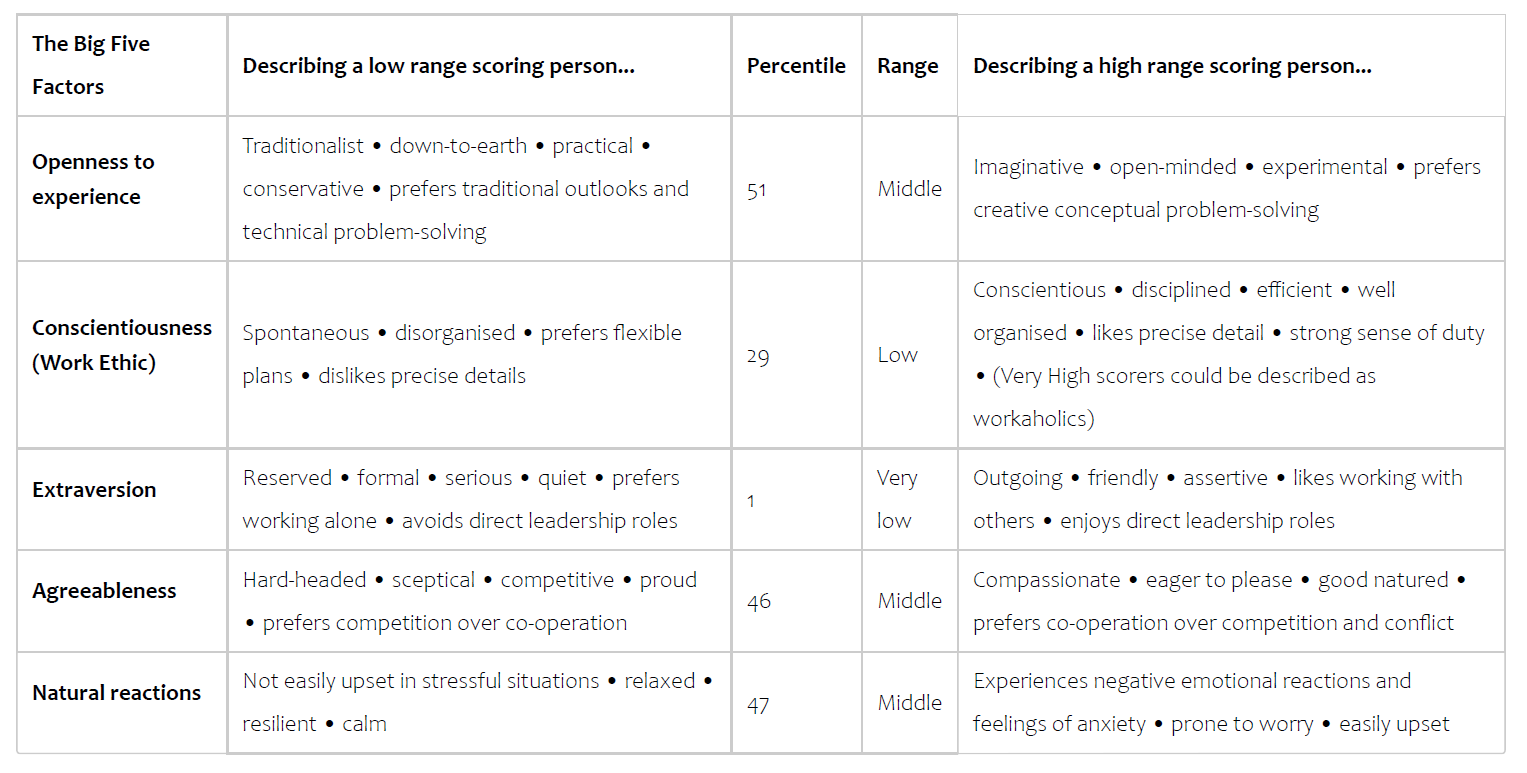 The Big Five
Factors
Describing a low range scoring person...
Percentile
Range
Describing a high range scoring person...
Openness to
experience
Traditionalist • down-to-earth • practical •
conservative • prefers traditional outlooks and
technical problem-solving
51
Middle
Imaginative • open-minded • experimental • prefers
creative conceptual problem-solving
Conscientiousness
(Work Ethic)
Spontaneous • disorganised • prefers flexible
plans • dislikes precise details
29
Low
Conscientious • disciplined • efficient • well
organised • likes precise detail • strong sense of duty
• (Very High scorers could be described as
workaholics)
Extraversion
Reserved • formal • serious • quiet • prefers
working alone • avoids direct leadership roles
1
Very
low
Outgoing • friendly • assertive • likes working with
others • enjoys direct leadership roles
Agreeableness
Hard-headed • sceptical • competitive • proud
• prefers competition over co-operation
46
Middle
Compassionate • eager to please • good natured •
prefers co-operation over competition and conflict
Natural reactions
Not easily upset in stressful situations • relaxed •
resilient • calm
47
Middle
Experiences negative emotional reactions and
feelings of anxiety • prone to worry • easily upset